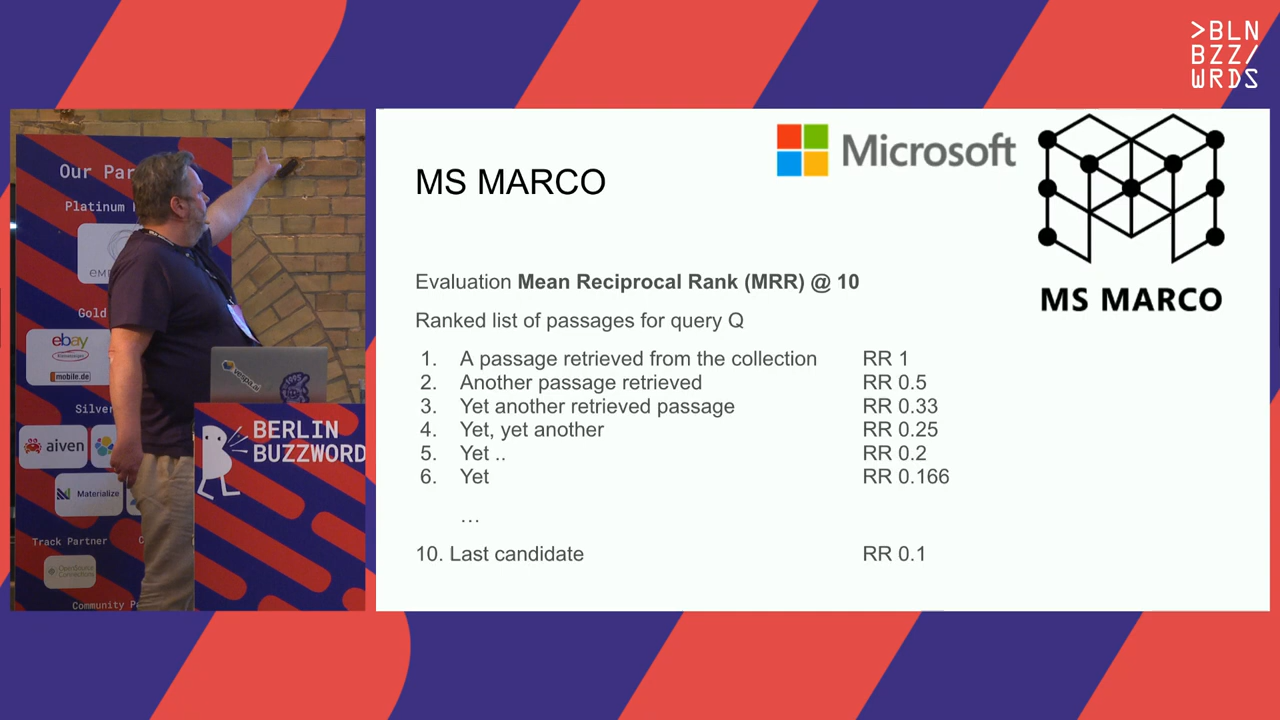 >BLN
BZZ/
WRDS
Our Par
Platinum
Gold
ebay
mobile.de
Silver
aiven
Materialize
Track Partner
Community Pa
vespa.ai
1995
BERLIN
BUZZWORD
MS MARCO
Microsoft
MS MARCO
Evaluation Mean Reciprocal Rank (MRR) @ 10
Ranked list of passages for query Q
1. A passage retrieved from the collection RR 1
2. Another passage retrieved RR 0.5
3. Yet another retrieved passage RR 0.33
4. Yet, yet another RR 0.25
5. Yet .. RR 0.2
6. Yet RR 0.166
…
10. Last candidate RR 0.1